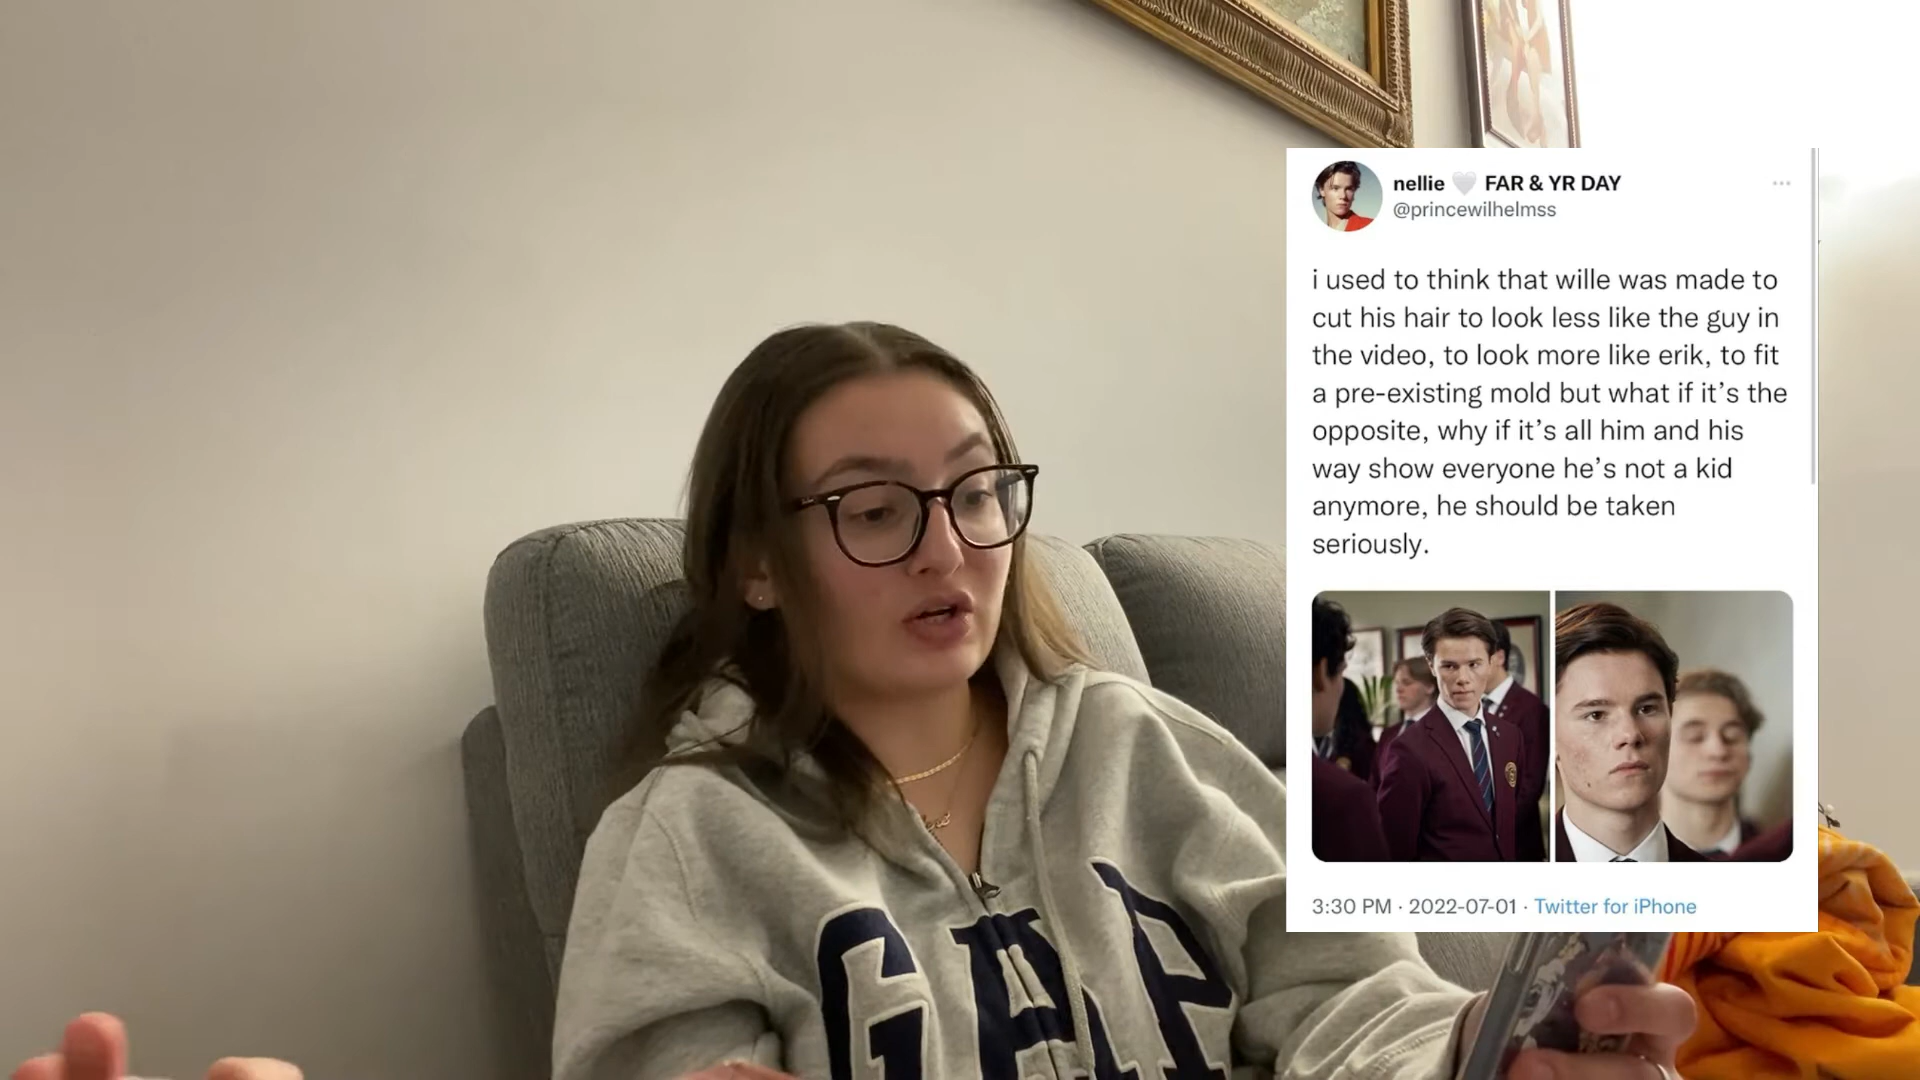 nellie 🤍 FAR & YR DAY
@princewilhelmss
i used to think that wille was made to
cut his hair to look less like the guy in
the video, to look more like erik, to fit
a pre-existing mold but what if it’s the
opposite, why if it’s all him and his
way show everyone he’s not a kid
anymore, he should be taken
seriously.
3:30 PM · 2022-07-01 · Twitter for iPhone
GAP